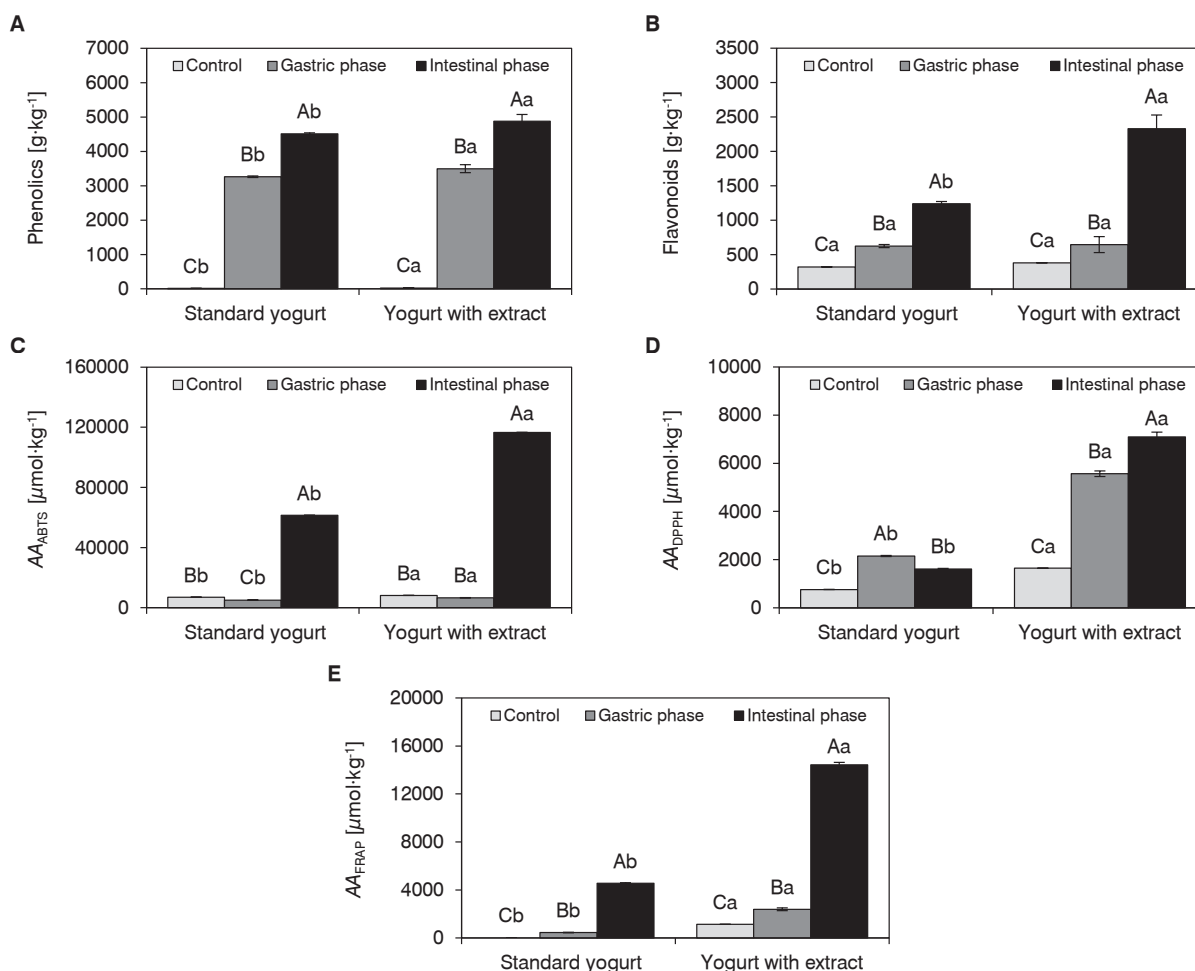 A
Phenolics [g·kg⁻¹]
7000
6000
5000
4000
3000
2000
1000
0
Control Gastric phase Intestinal phase
Cb Bb Ab Ca Ba Aa
Standard yogurt Yogurt with extract
B
Flavonoids [g·kg⁻¹]
3500
3000
2500
2000
1500
1000
500
0
Control Gastric phase Intestinal phase
Ca Ba Ab Ca Ba Aa
Standard yogurt Yogurt with extract
C
AA_ABTS [µmol·kg⁻¹]
160000
120000
80000
40000
0
Control Gastric phase Intestinal phase
Bb Cb Ab Ba Ba Aa
Standard yogurt Yogurt with extract
D
AA_DPPH [µmol·kg⁻¹]
10000
8000
6000
4000
2000
0
Control Gastric phase Intestinal phase
Cb Ab Bb Ca Ba Aa
Standard yogurt Yogurt with extract
E
AA_FRAP [µmol·kg⁻¹]
20000
16000
12000
8000
4000
0
Control Gastric phase Intestinal phase
Cb Bb Ab Ca Ba Aa
Standard yogurt Yogurt with extract